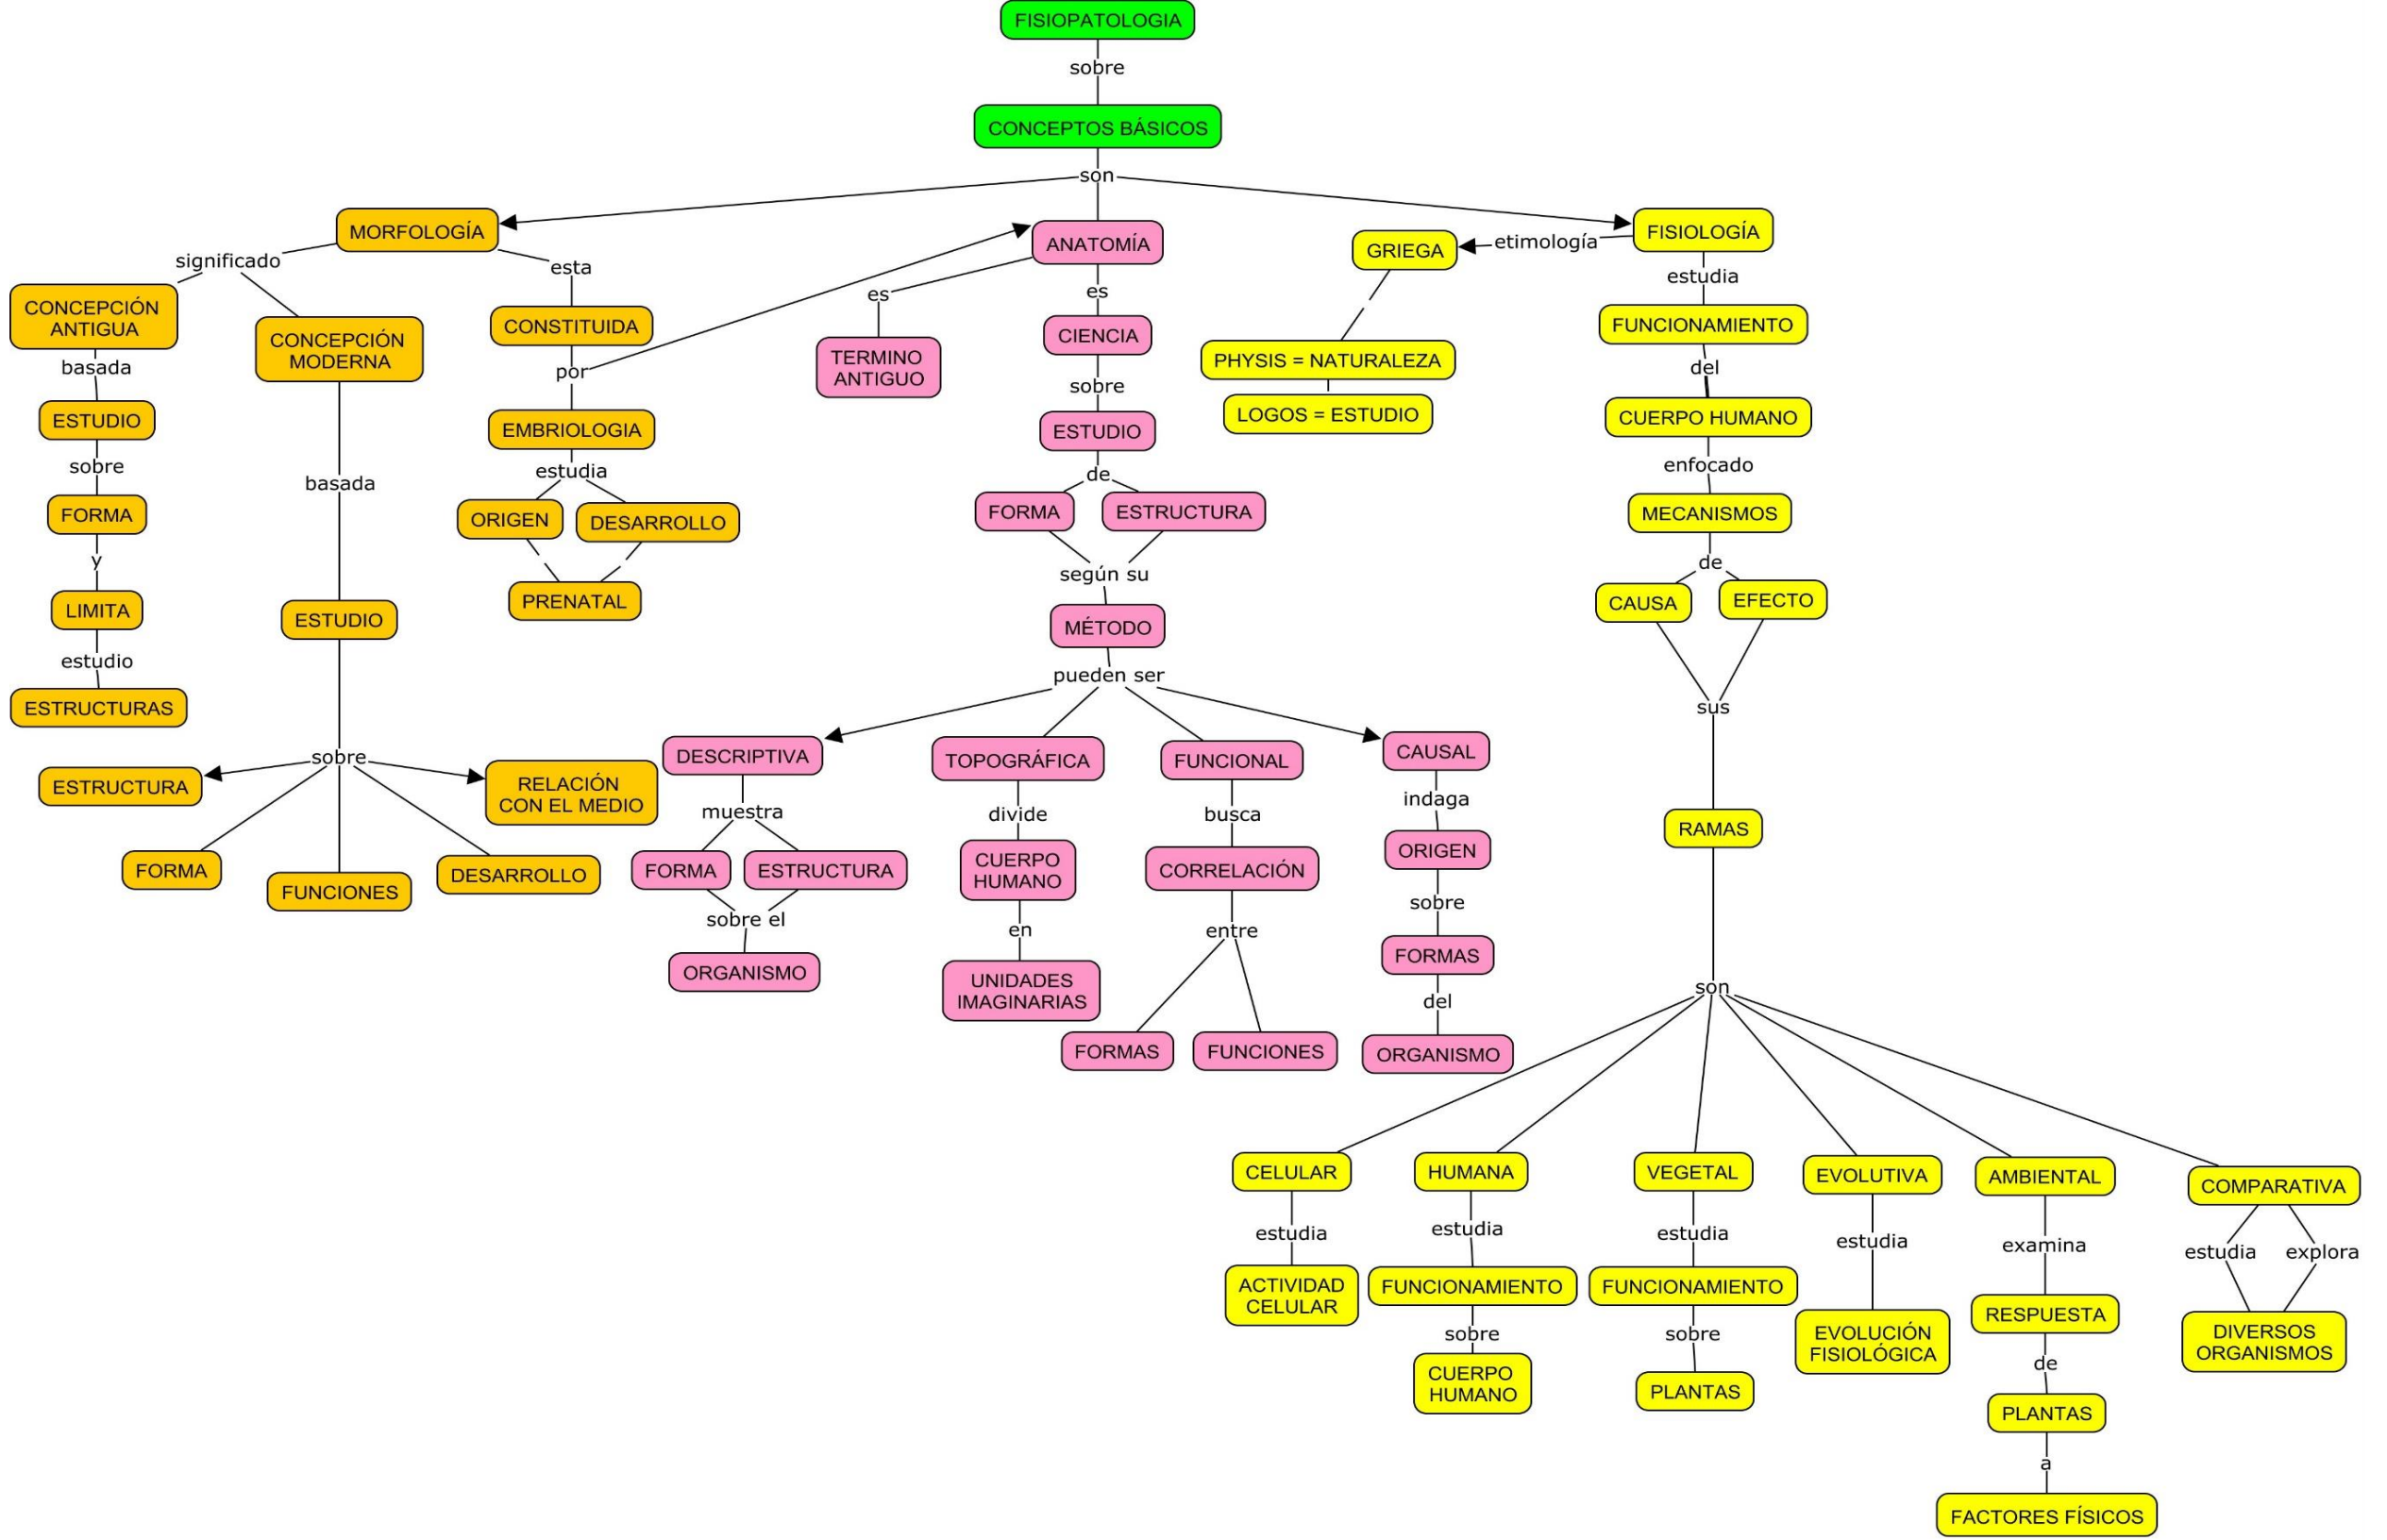 FISIOPATOLOGIA
sobre
CONCEPTOS BÁSICOS
son
MORFOLOGÍA
significado
CONCEPCIÓN
ANTIGUA
basada
ESTUDIO
sobre
FORMA
y
LIMITA
estudio
ESTRUCTURAS
CONCEPCIÓN
MODERNA
basada
ESTUDIO
sobre
ESTRUCTURA
FORMA
FUNCIONES
DESARROLLO
RELACIÓN
CON EL MEDIO
esta
CONSTITUIDA
por
EMBRIOLOGIA
estudia
ORIGEN
DESARROLLO
PRENATAL
ANATOMÍA
es
TERMINO
ANTIGUO
es
CIENCIA
sobre
ESTUDIO
de
FORMA
ESTRUCTURA
según su
MÉTODO
pueden ser
DESCRIPTIVA
muestra
FORMA
ESTRUCTURA
sobre el
ORGANISMO
TOPOGRÁFICA
divide
CUERPO
HUMANO
en
UNIDADES
IMAGINARIAS
FUNCIONAL
busca
CORRELACIÓN
entre
FORMAS
FUNCIONES
CAUSAL
indaga
ORIGEN
sobre
FORMAS
del
ORGANISMO
FISIOLOGÍA
etimología
GRIEGA
PHYSIS = NATURALEZA
LOGOS = ESTUDIO
estudia
FUNCIONAMIENTO
del
CUERPO HUMANO
enfocado
MECANISMOS
de
CAUSA
EFECTO
sus
RAMAS
son
CELULAR
estudia
ACTIVIDAD
CELULAR
HUMANA
estudia
FUNCIONAMIENTO
sobre
CUERPO
HUMANO
VEGETAL
estudia
FUNCIONAMIENTO
sobre
PLANTAS
EVOLUTIVA
estudia
EVOLUCIÓN
FISIOLÓGICA
AMBIENTAL
examina
RESPUESTA
de
PLANTAS
a
FACTORES FÍSICOS
COMPARATIVA
estudia
explora
DIVERSOS
ORGANISMOS